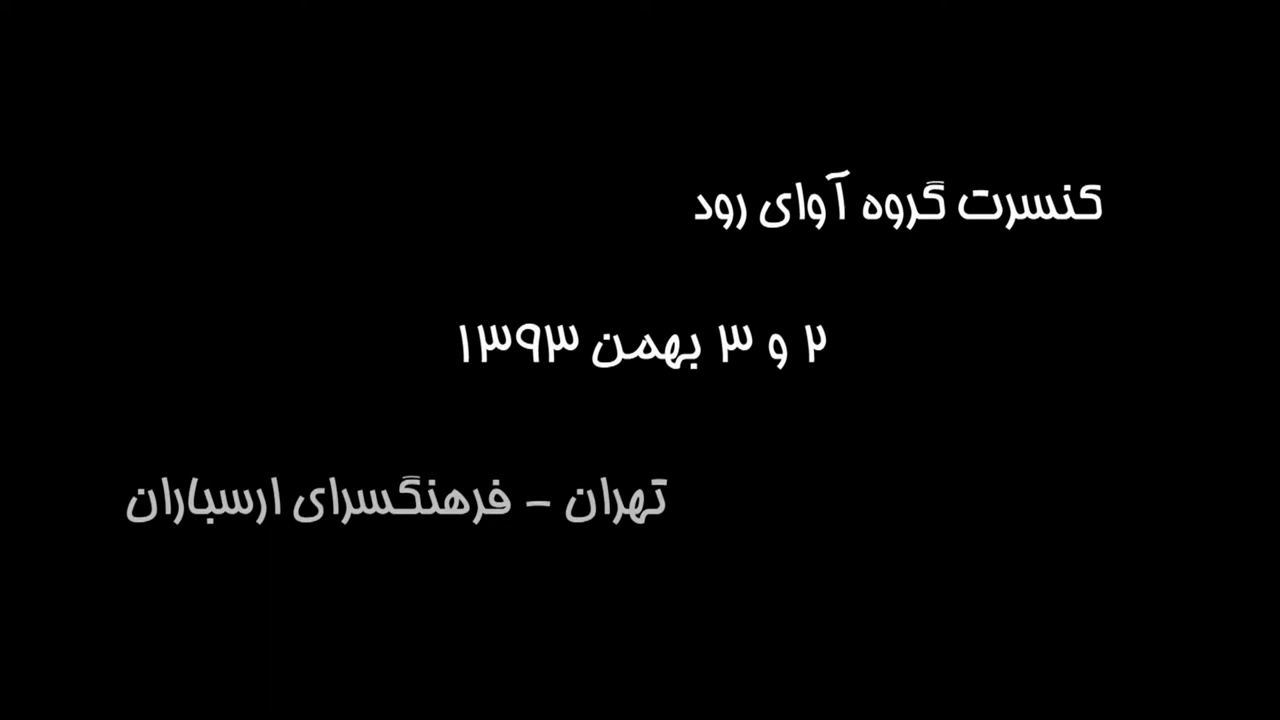 کنسرت گروه آوای رود
۲ و ۳ بهمن ۱۳۹۳
تهران - فرهنگسرای ارسباران